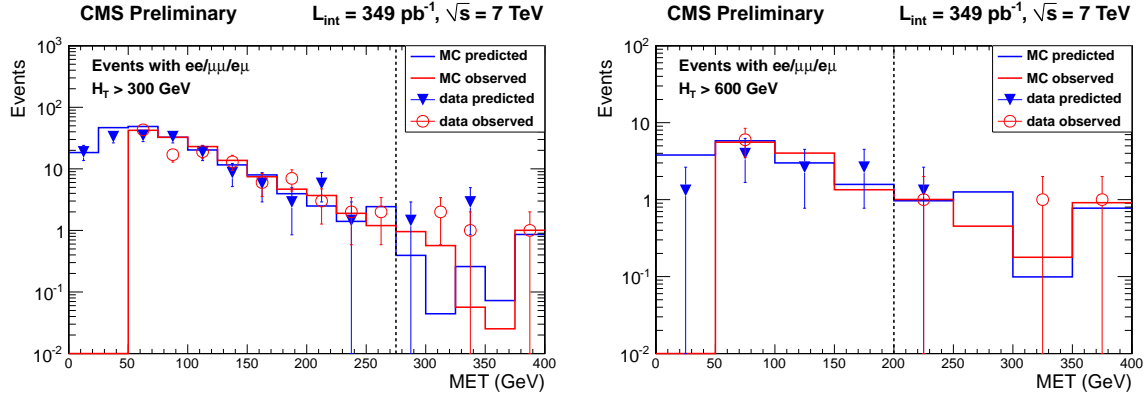 CMS Preliminary L_int = 349 pb⁻¹, √s = 7 TeV
Events
10³
10²
10
1
10⁻¹
10⁻²
Events with ee/μμ/eμ
H_T > 300 GeV
MC predicted
MC observed
data predicted
data observed
0 50 100 150 200 250 300 350 400
MET (GeV)
CMS Preliminary L_int = 349 pb⁻¹, √s = 7 TeV
Events
10²
10
1
10⁻¹
10⁻²
Events with ee/μμ/eμ
H_T > 600 GeV
MC predicted
MC observed
data predicted
data observed
0 50 100 150 200 250 300 350 400
MET (GeV)